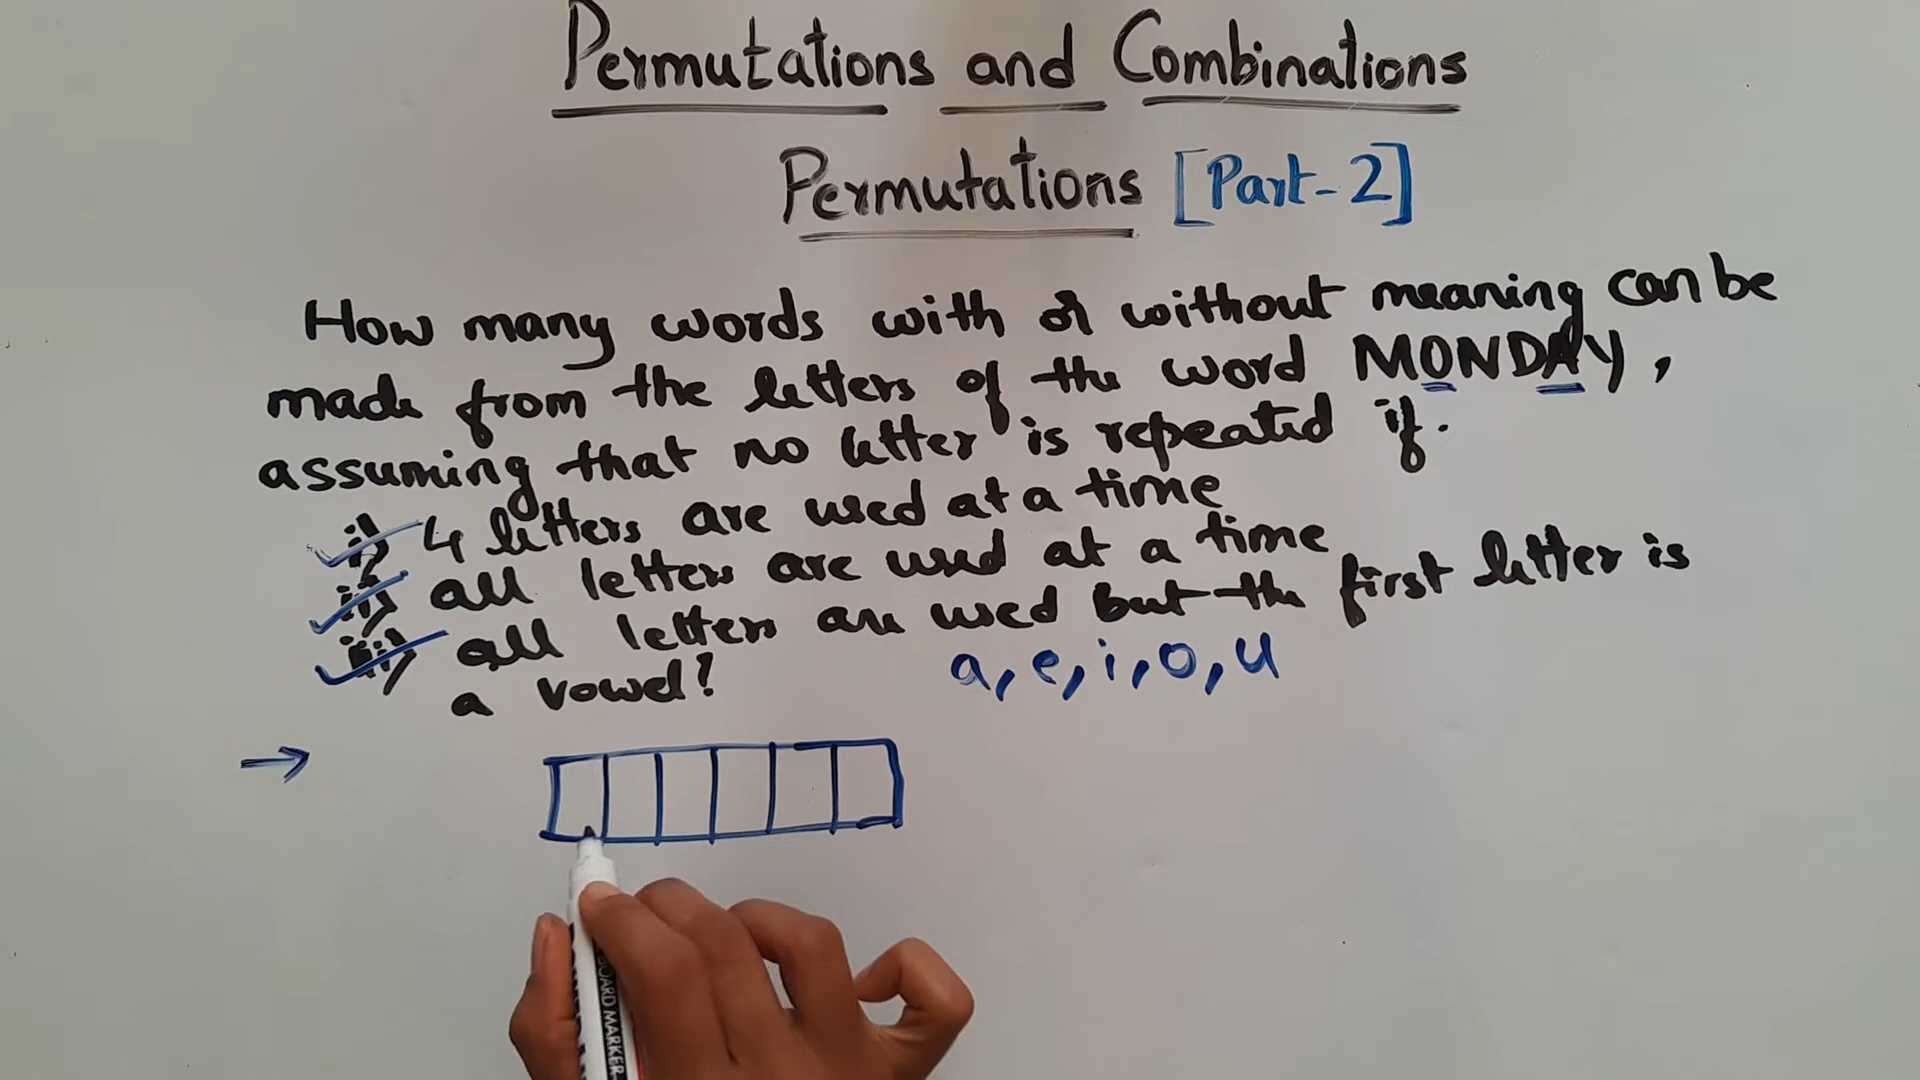 Permutations and Combinations
Permutations [Part-2]
How many words with or without meaning can be
made from the letters of the word MONDAY,
assuming that no letter is repeated if.
i) 4 letters are used at a time
ii) all letters are used at a time
iii) all letters are used but the first letter is
a vowel?
a, e, i, o, u
→
BOARD MARKER